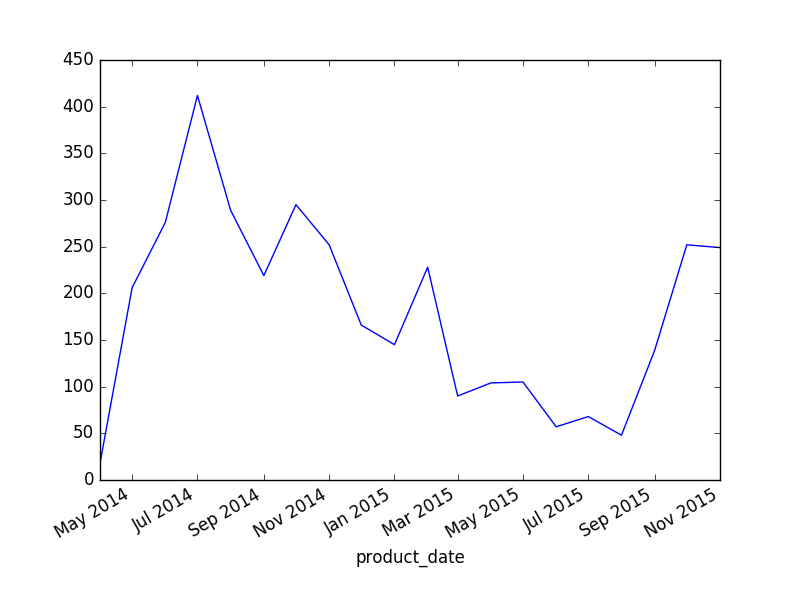 450
400
350
300
250
200
150
100
50
0
May 2014
Jul 2014
Sep 2014
Nov 2014
Jan 2015
Mar 2015
May 2015
Jul 2015
Sep 2015
Nov 2015
product_date